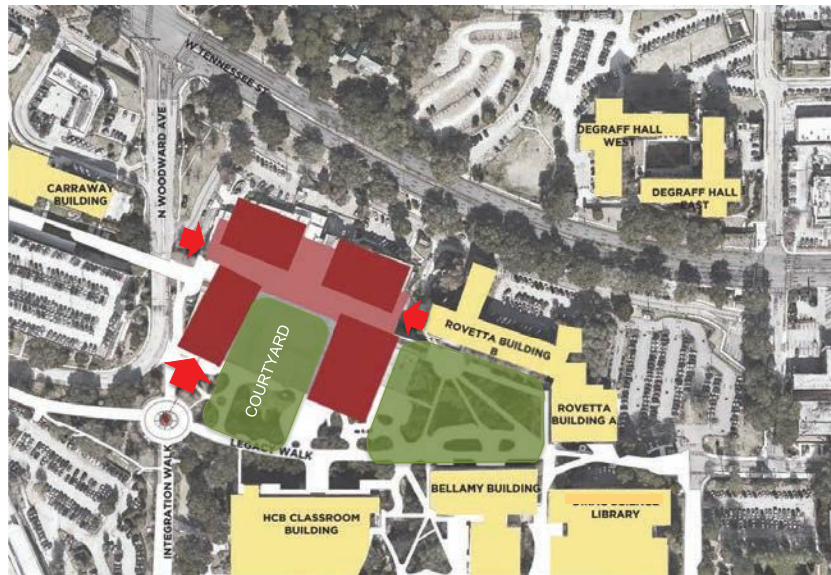 W TENNESSEE ST
N WOODWARD AVE
DEGRAFF HALL
WEST
CARRAWAY
BUILDING
DEGRAFF HALL
EAST
ROVETTA BUILDING
B
COURTYARD
ROVETTA
BUILDING A
LEGACY WALK
INTEGRATION WALK
BELLAMY BUILDING
HCB CLASSROOM
BUILDING
SCIENCE
LIBRARY